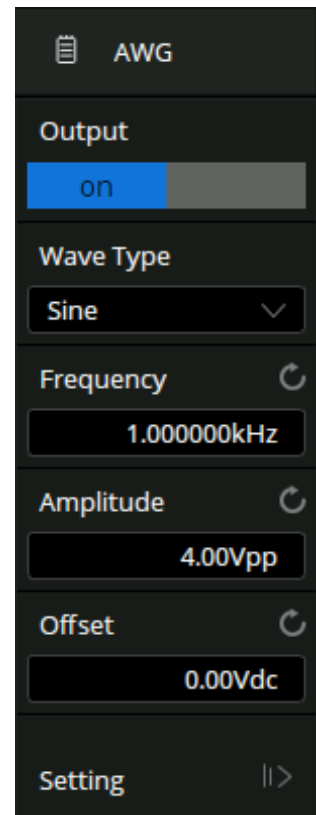 AWG
Output
on
Wave Type
Sine
Frequency
1.000000kHz
Amplitude
4.00Vpp
Offset
0.00Vdc
Setting